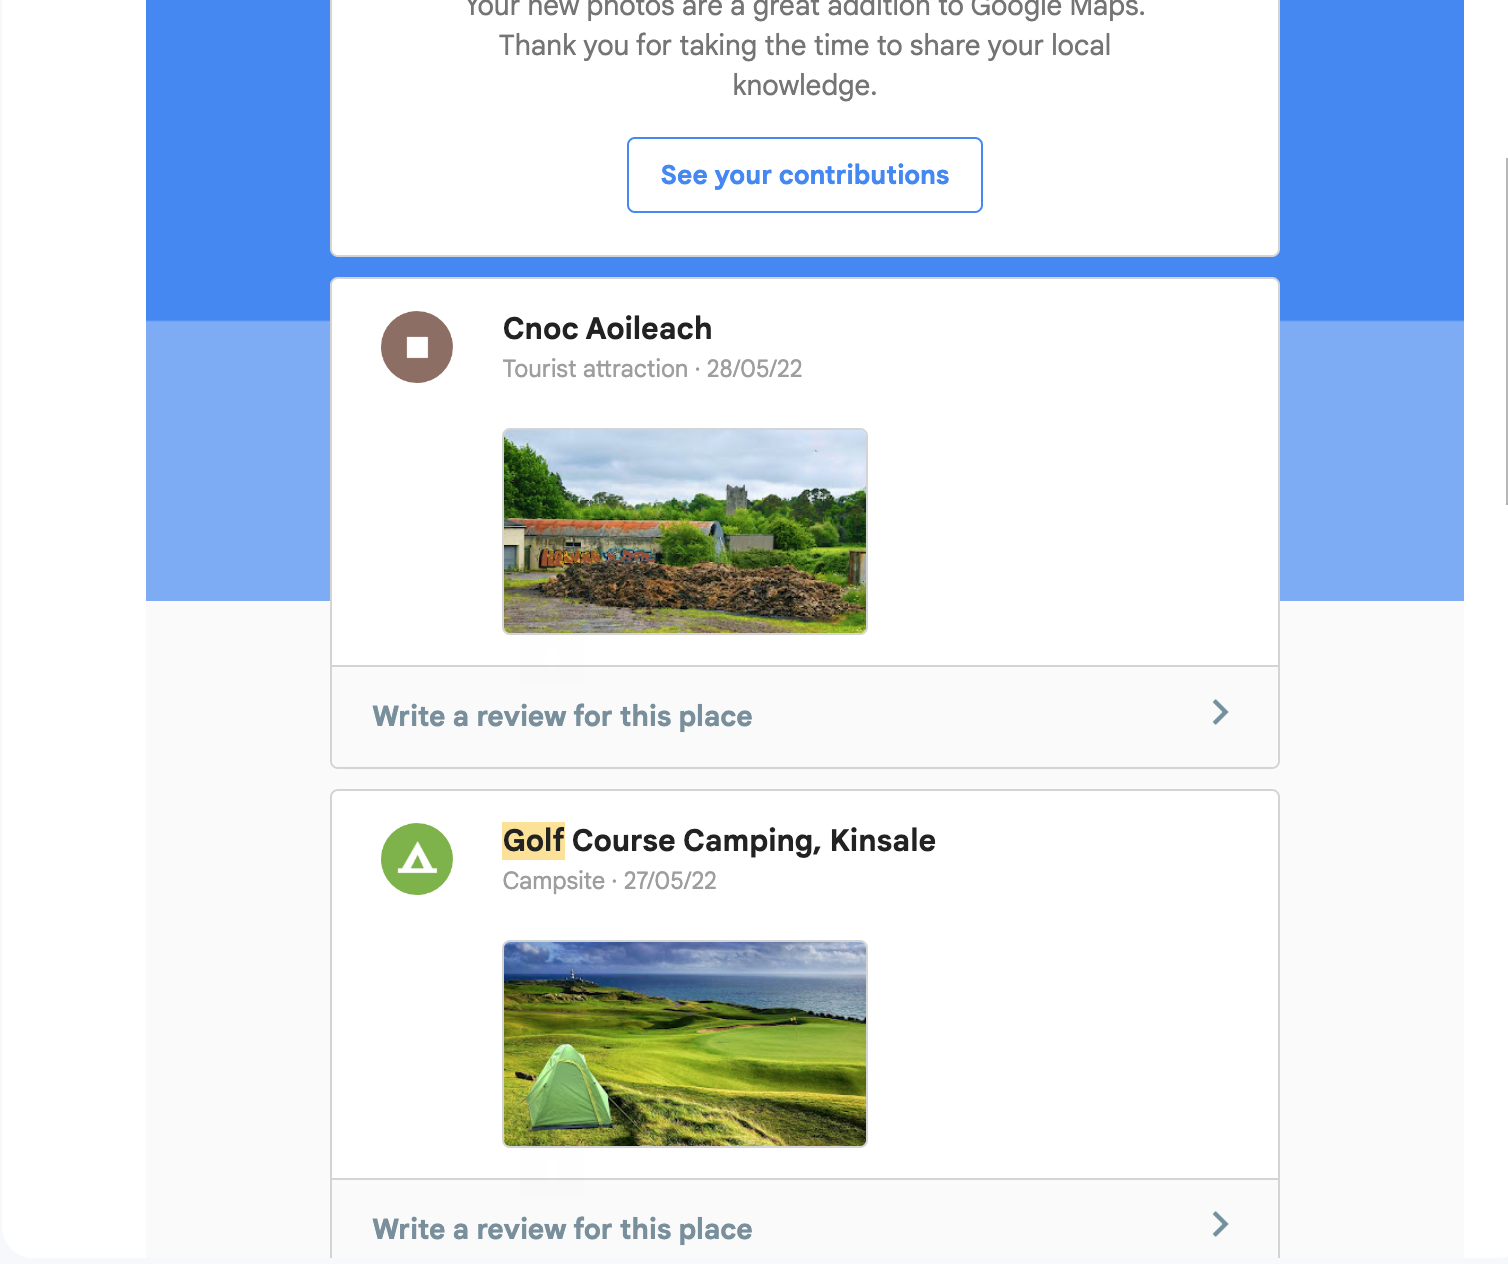 Your new photos are a great addition to Google Maps.
Thank you for taking the time to share your local
knowledge.
See your contributions
Cnoc Aoileach
Tourist attraction · 28/05/22
Write a review for this place
Golf Course Camping, Kinsale
Campsite · 27/05/22
Write a review for this place